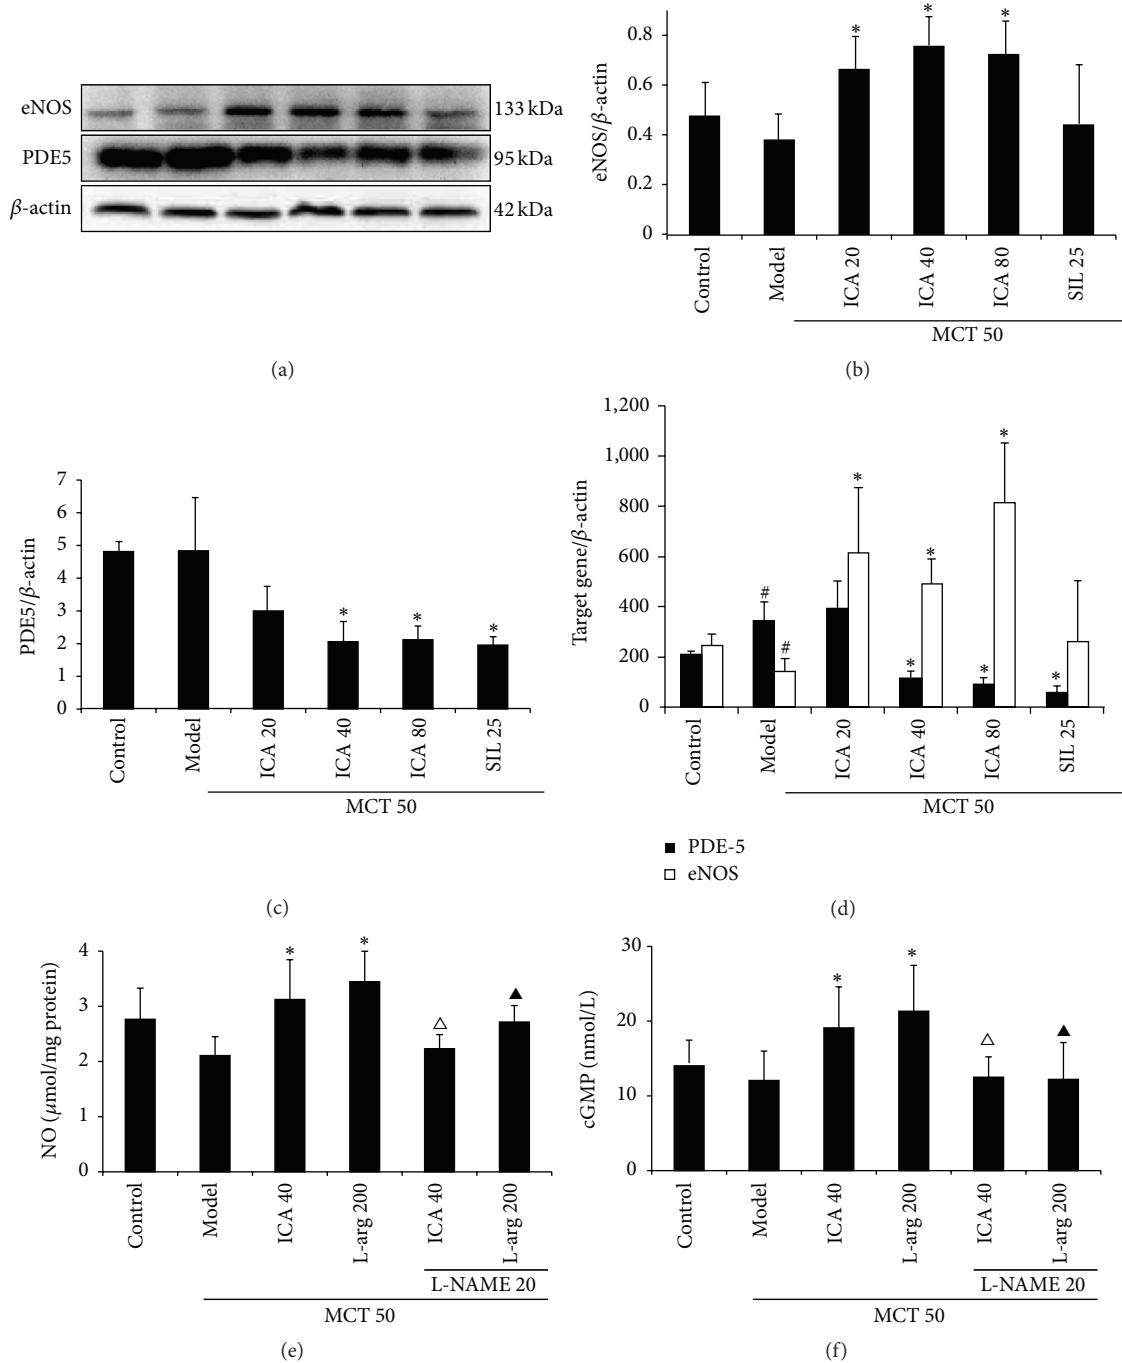 eNOS
133 kDa
PDE5
95 kDa
β-actin
42 kDa
(a)
eNOS/β-actin
0.8
0.6
0.4
0.2
0
*
*
*
Control
Model
ICA 20
ICA 40
ICA 80
SIL 25
MCT 50
(b)
PDE5/β-actin
7
6
5
4
3
2
1
0
*
*
*
Control
Model
ICA 20
ICA 40
ICA 80
SIL 25
MCT 50
(c)
Target gene/β-actin
1,200
1,000
800
600
400
200
0
#
#
*
*
*
*
*
*
Control
Model
ICA 20
ICA 40
ICA 80
SIL 25
MCT 50
PDE-5
eNOS
(d)
NO (μmol/mg protein)
4
3
2
1
0
*
*
△
▲
Control
Model
ICA 40
L-arg 200
ICA 40
L-arg 200
L-NAME 20
MCT 50
(e)
cGMP (nmol/L)
30
20
10
0
*
*
△
▲
Control
Model
ICA 40
L-arg 200
ICA 40
L-arg 200
L-NAME 20
MCT 50
(f)